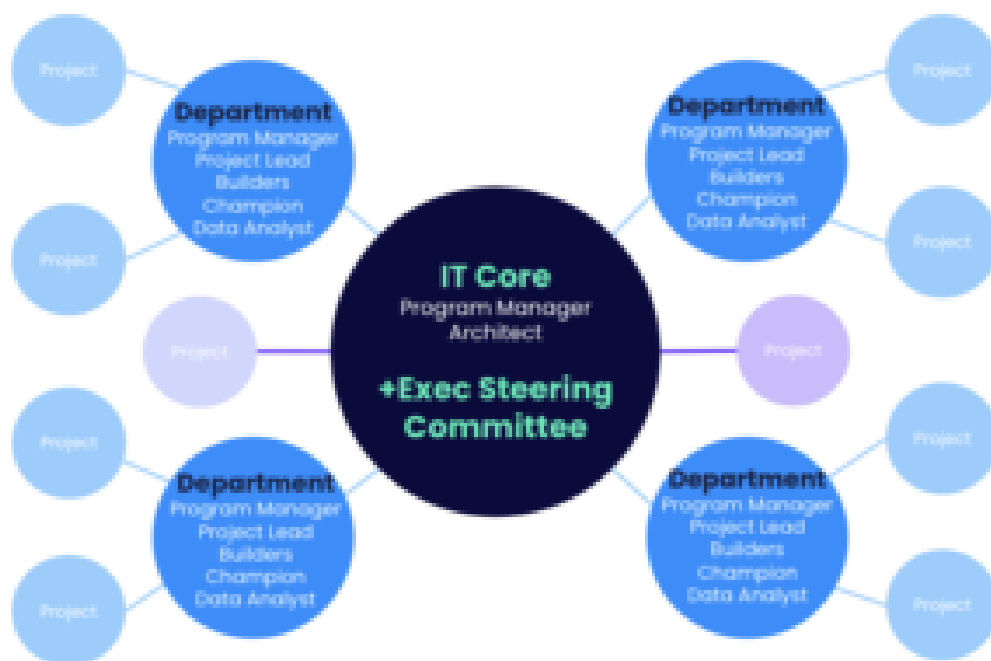 Project
Department
Program Manager
Project Lead
Builders
Champion
Data Analyst
Project
Department
Program Manager
Project Lead
Builders
Champion
Data Analyst
Project
Project
IT Core
Program Manager
Architect
+Exec Steering
Committee
Project
Project
Project
Department
Program Manager
Project Lead
Builders
Champion
Data Analyst
Project
Department
Program Manager
Project Lead
Builders
Champion
Data Analyst
Project
Project